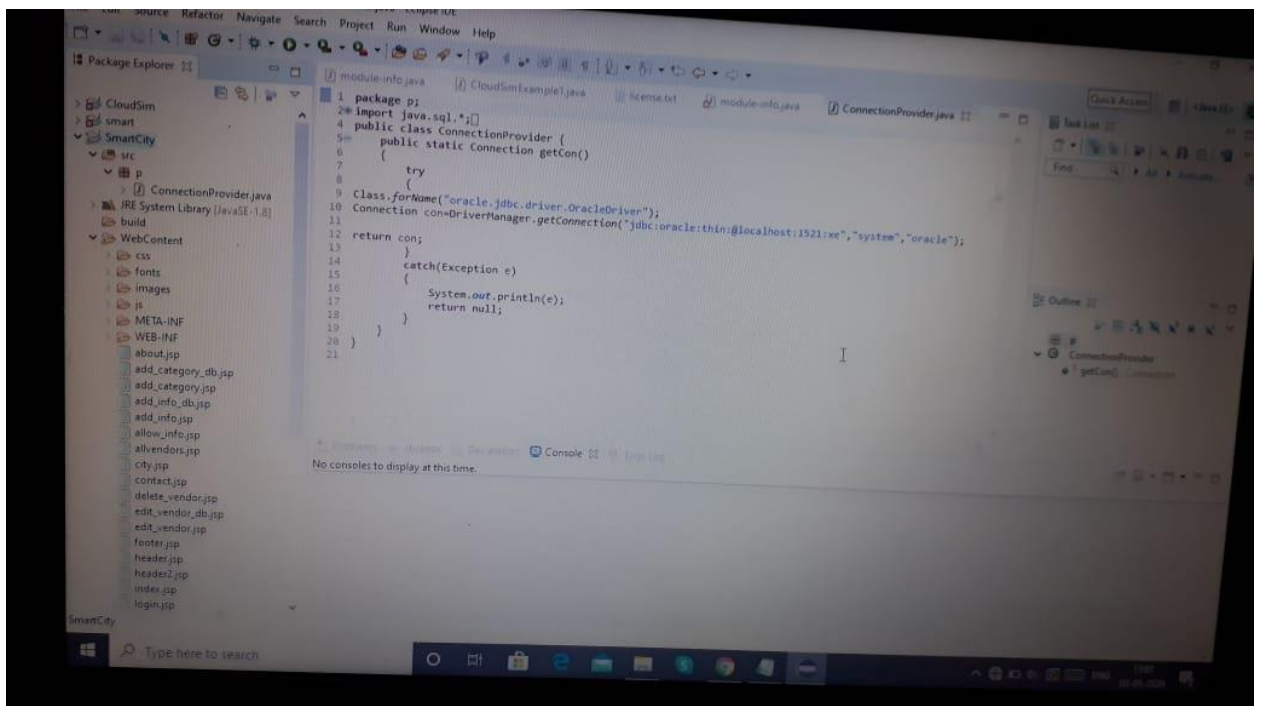 Source Refactor Navigate Search Project Run Window Help
Package Explorer
module-info.java
CloudSimExample1.java
license.txt
module-info.java
ConnectionProvider.java
Quick Access
Task List
Find
All
Activate...
CloudSim
smart
SmartCity
src
p
ConnectionProvider.java
JRE System Library [JavaSE-1.8]
build
WebContent
css
fonts
images
js
META-INF
WEB-INF
about.jsp
add_category_db.jsp
add_category.jsp
add_info_db.jsp
add_info.jsp
allow_info.jsp
allvendors.jsp
city.jsp
contact.jsp
delete_vendor.jsp
edit_vendor_db.jsp
edit_vendor.jsp
footer.jsp
header.jsp
header2.jsp
index.jsp
login.jsp
1 package p;
2 import java.sql.*;
4 public class ConnectionProvider {
5 public static Connection getCon()
6 {
7 try
8 {
9 Class.forName("oracle.jdbc.driver.OracleDriver");
10 Connection con=DriverManager.getConnection("jdbc:oracle:thin:@localhost:1521:xe","system","oracle");
11
12 return con;
13 }
14 catch(Exception e)
15 {
16 System.out.println(e);
17 return null;
18 }
19 }
20 }
21
Outline
p
ConnectionProvider
getCon() : Connection
Console
No consoles to display at this time.
SmartCity
Type here to search
ENG